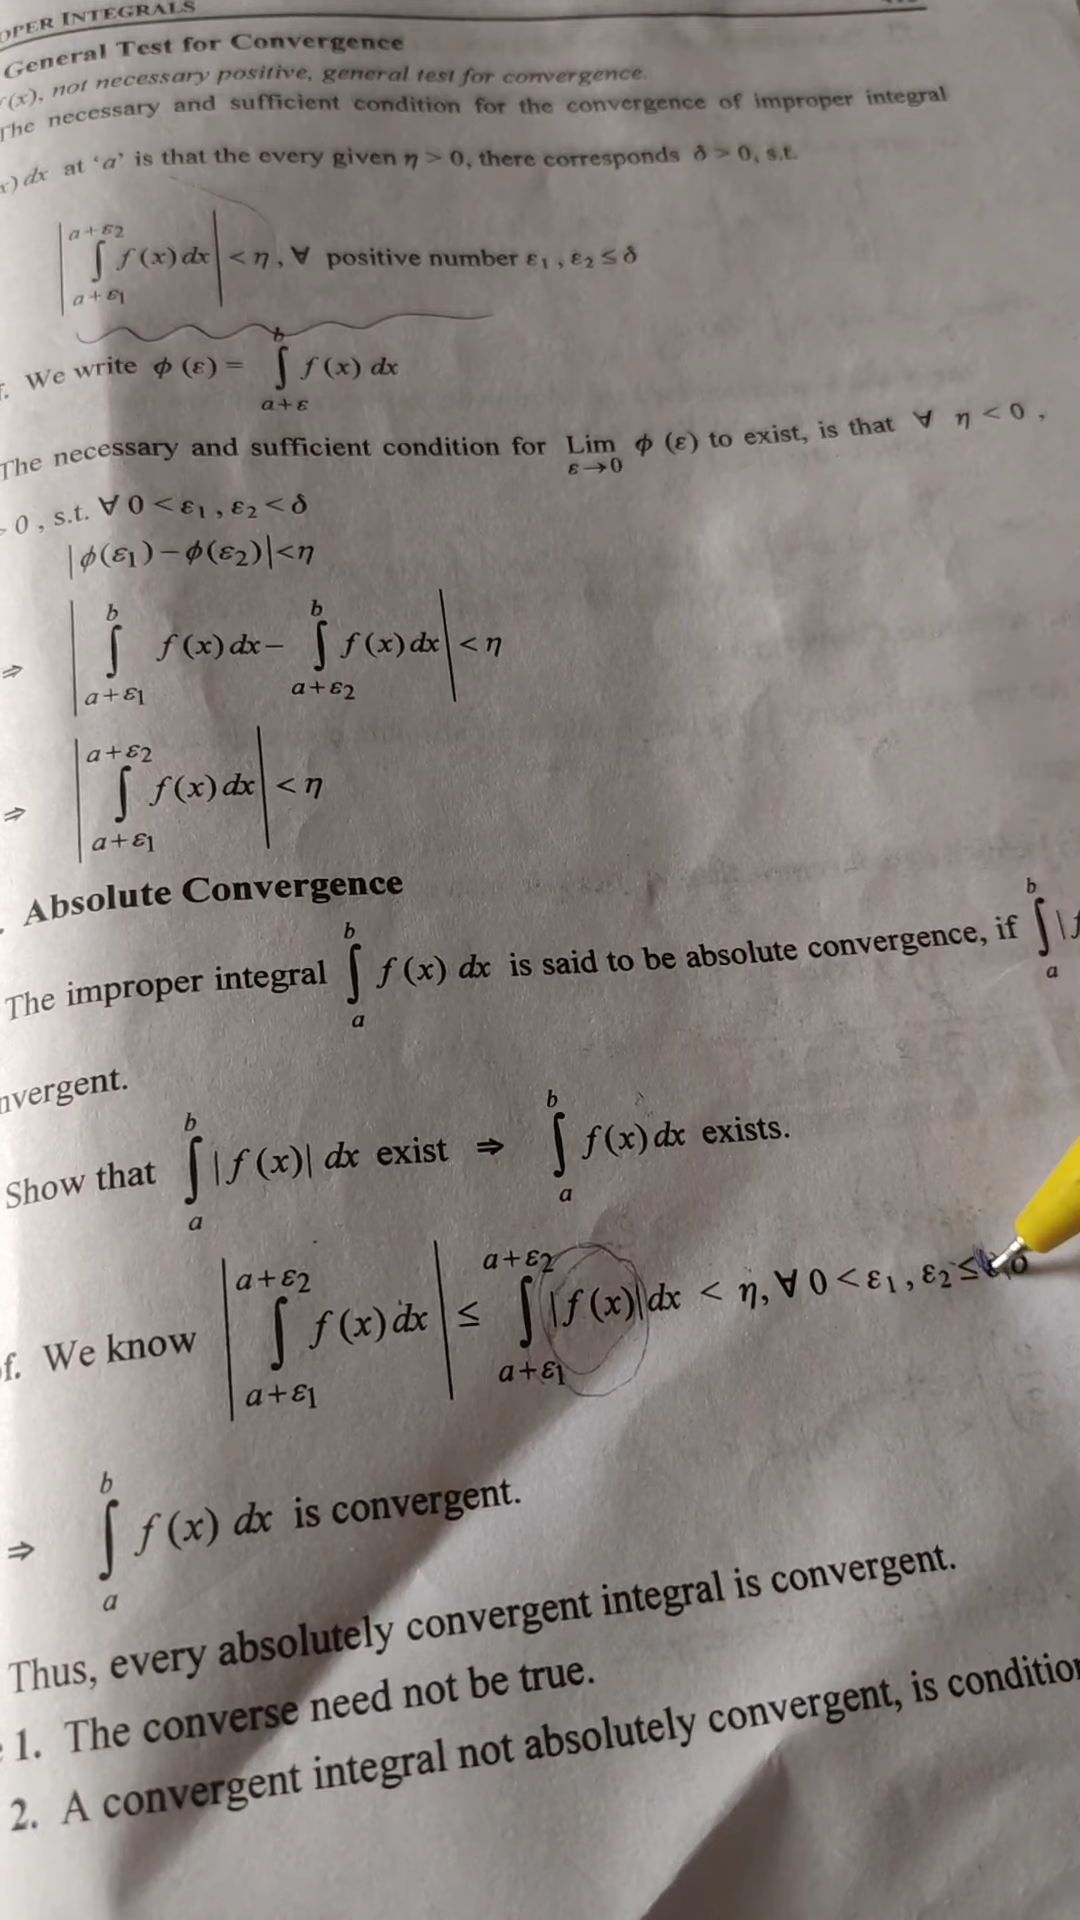 OPER INTEGRALS
General Test for Convergence
f(x), not necessary positive, general test for convergence.
The necessary and sufficient condition for the convergence of improper integral
x) dx at ‘a’ is that the every given η > 0, there corresponds δ > 0, s.t.
| ∫_{a+ε1}^{a+ε2} f(x) dx | < η, ∀ positive number ε1, ε2 ≤ δ
f. We write ϕ (ε) = ∫_{a+ε}^{b} f(x) dx
The necessary and sufficient condition for Lim_{ε→0} ϕ (ε) to exist, is that ∀ η < 0,
> 0, s.t. ∀ 0 < ε1, ε2 < δ
|ϕ(ε1) − ϕ(ε2)| < η
⇒ | ∫_{a+ε1}^{b} f(x) dx − ∫_{a+ε2}^{b} f(x) dx | < η
⇒ | ∫_{a+ε1}^{a+ε2} f(x) dx | < η
. Absolute Convergence
The improper integral ∫_{a}^{b} f(x) dx is said to be absolute convergence, if ∫_{a}^{b} |f
nvergent.
Show that ∫_{a}^{b} |f(x)| dx exist ⇒ ∫_{a}^{b} f(x) dx exists.
of. We know | ∫_{a+ε1}^{a+ε2} f(x) dx | ≤ ∫_{a+ε1}^{a+ε2} |f(x)| dx < η, ∀ 0 < ε1, ε2 ≤ δ
⇒ ∫_{a}^{b} f(x) dx is convergent.
Thus, every absolutely convergent integral is convergent.
1. The converse need not be true.
2. A convergent integral not absolutely convergent, is condition